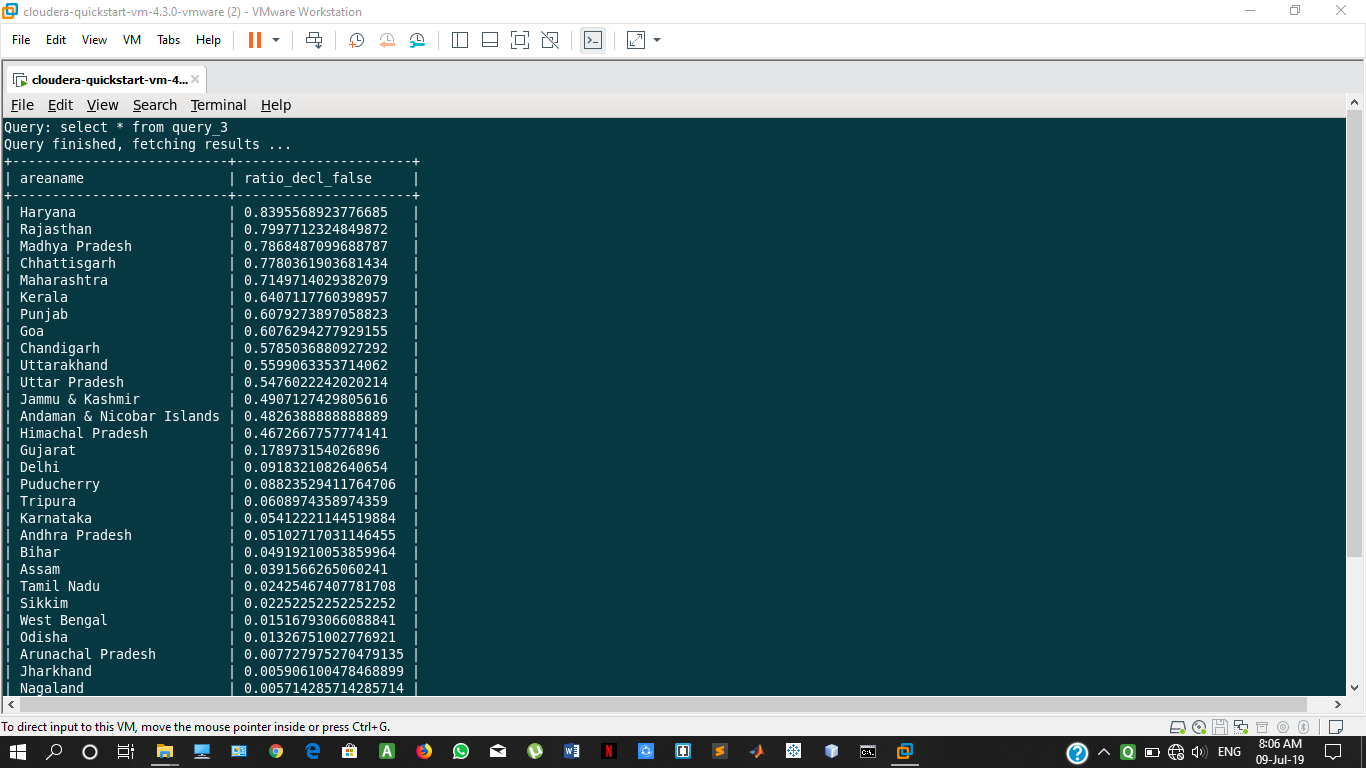 cloudera-quickstart-vm-4.3.0-vmware (2) - VMware Workstation
File Edit View VM Tabs Help
cloudera-quickstart-vm-4...
File Edit View Search Terminal Help
Query: select * from query_3
Query finished, fetching results ...
+---------------------------+----------------------+
| areaname | ratio_decl_false |
+---------------------------+----------------------+
| Haryana | 0.8395568923776685 |
| Rajasthan | 0.7997712324849872 |
| Madhya Pradesh | 0.7868487099688787 |
| Chhattisgarh | 0.7780361903681434 |
| Maharashtra | 0.7149714029382079 |
| Kerala | 0.6407117760398957 |
| Punjab | 0.6079273897058823 |
| Goa | 0.6076294277929155 |
| Chandigarh | 0.5785036880927292 |
| Uttarakhand | 0.5599063353714062 |
| Uttar Pradesh | 0.5476022242020214 |
| Jammu & Kashmir | 0.4907127429805616 |
| Andaman & Nicobar Islands | 0.4826388888888889 |
| Himachal Pradesh | 0.4672667757774141 |
| Gujarat | 0.178973154026896 |
| Delhi | 0.0918321082640654 |
| Puducherry | 0.08823529411764706 |
| Tripura | 0.0608974358974359 |
| Karnataka | 0.05412221144519884 |
| Andhra Pradesh | 0.05102717031146455 |
| Bihar | 0.04919210053859964 |
| Assam | 0.0391566265060241 |
| Tamil Nadu | 0.02425467407781708 |
| Sikkim | 0.02252252252252252 |
| West Bengal | 0.01516793066088841 |
| Odisha | 0.01326751002776921 |
| Arunachal Pradesh | 0.007727975270479135 |
| Jharkhand | 0.005906100478468899 |
| Nagaland | 0.005714285714285714 |
To direct input to this VM, move the mouse pointer inside or press Ctrl+G.
ENG
8:06 AM
09-Jul-19